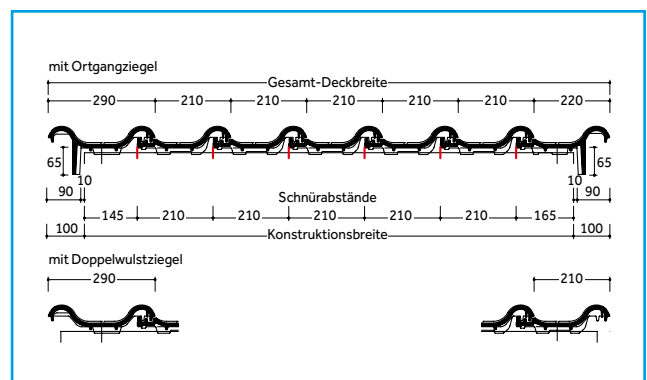 mit Ortgangziegel
Gesamt-Deckbreite
290 210 210 210 210 210 220
65 65
10 10
90 Schnürabstände 90
145 210 210 210 210 210 165
100 Konstruktionsbreite 100
mit Doppelwulstziegel
290 210